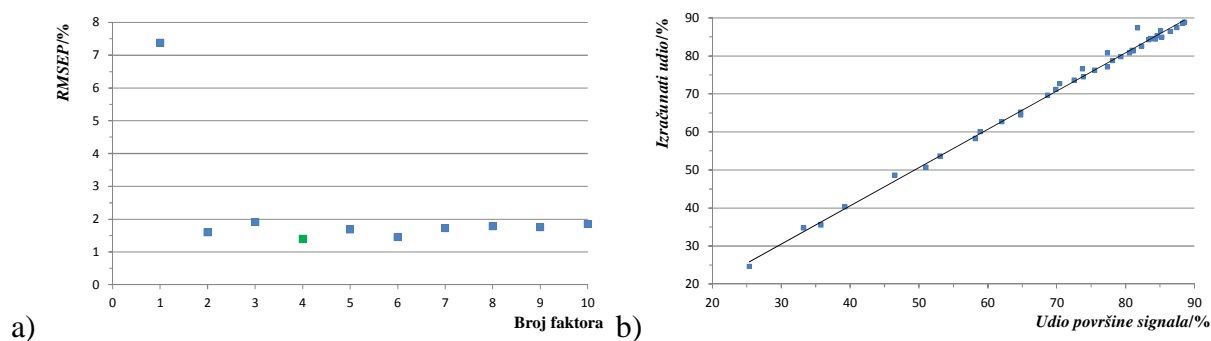 RMSEP/%
8
7
6
5
4
3
2
1
0
0 1 2 3 4 5 6 7 8 9 10
Broj faktora
a)
Izračunati udio/%
90
80
70
60
50
40
30
20
20 30 40 50 60 70 80 90
Udio površine signala/%
b)